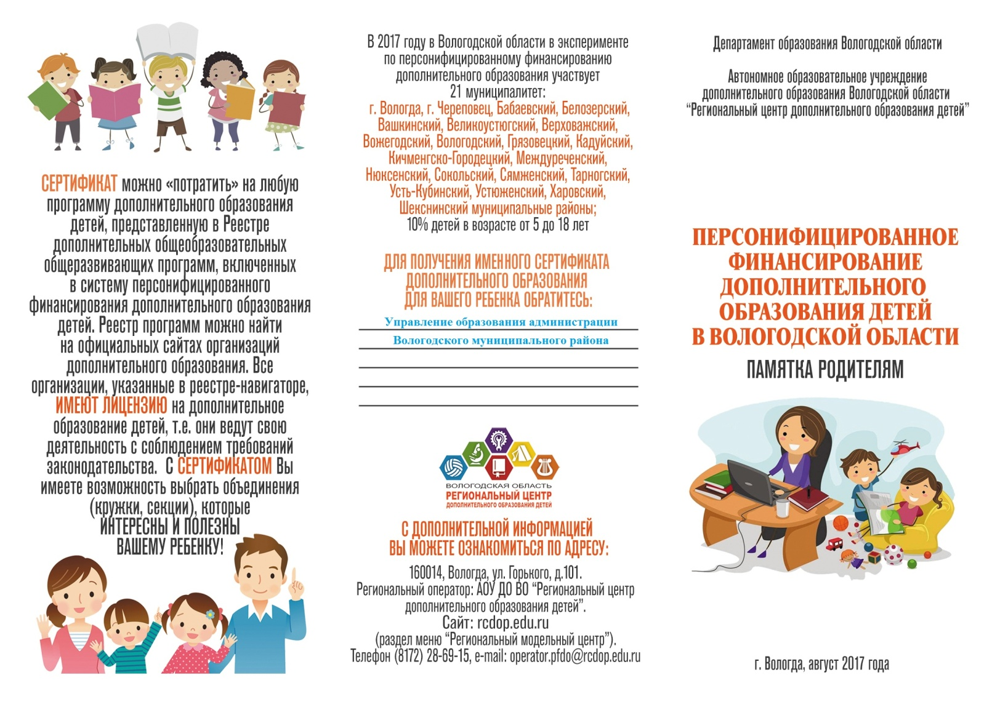 СЕРТИФИКАТ можно «потратить» на любую
программу дополнительного образования
детей, представленную в Реестре
дополнительных общеобразовательных
общеразвивающих программ, включенных
в систему персонифицированного
финансирования дополнительного образования
детей. Реестр программ можно найти
на официальных сайтах организаций
дополнительного образования. Все
организации, указанные в реестре-навигаторе,
ИМЕЮТ ЛИЦЕНЗИЮ на дополнительное
образование детей, т.е. они ведут свою
деятельность с соблюдением требований
законодательства. С СЕРТИФИКАТОМ Вы
имеете возможность выбрать объединения
(кружки, секции), которые
ИНТЕРЕСНЫ И ПОЛЕЗНЫ
ВАШЕМУ РЕБЕНКУ!
В 2017 году в Вологодской области в эксперименте
по персонифицированному финансированию
дополнительного образования участвует
21 муниципалитет:
г. Вологда, г. Череповец, Бабаевский, Белозерский,
Вашкинский, Великоустюгский, Верховажский,
Вожегодский, Вологодский, Грязовецкий, Кадуйский,
Кичменгско-Городецкий, Междуреченский,
Нюксенский, Сокольский, Сямженский, Тарногский,
Усть-Кубинский, Устюженский, Харовский,
Шекснинский муниципальные районы;
10% детей в возрасте от 5 до 18 лет
ДЛЯ ПОЛУЧЕНИЯ ИМЕННОГО СЕРТИФИКАТА
ДОПОЛНИТЕЛЬНОГО ОБРАЗОВАНИЯ
ДЛЯ ВАШЕГО РЕБЕНКА ОБРАТИТЕСЬ:
Управление образования администрации
Вологодского муниципального района
ВОЛОГОДСКАЯ ОБЛАСТЬ
РЕГИОНАЛЬНЫЙ ЦЕНТР
ДОПОЛНИТЕЛЬНОГО ОБРАЗОВАНИЯ ДЕТЕЙ
С ДОПОЛНИТЕЛЬНОЙ ИНФОРМАЦИЕЙ
ВЫ МОЖЕТЕ ОЗНАКОМИТЬСЯ ПО АДРЕСУ:
160014, Вологда, ул. Горького, д.101.
Региональный оператор: АОУ ДО ВО “Региональный центр
дополнительного образования детей”.
Сайт: rcdop.edu.ru
(раздел меню “Региональный модельный центр”).
Телефон (8172) 28-69-15, e-mail: operator.pfdo@rcdop.edu.ru
Департамент образования Вологодской области
Автономное образовательное учреждение
дополнительного образования Вологодской области
“Региональный центр дополнительного образования детей”
ПЕРСОНИФИЦИРОВАННОЕ
ФИНАНСИРОВАНИЕ
ДОПОЛНИТЕЛЬНОГО
ОБРАЗОВАНИЯ ДЕТЕЙ
В ВОЛОГОДСКОЙ ОБЛАСТИ
ПАМЯТКА РОДИТЕЛЯМ
г. Вологда, август 2017 года